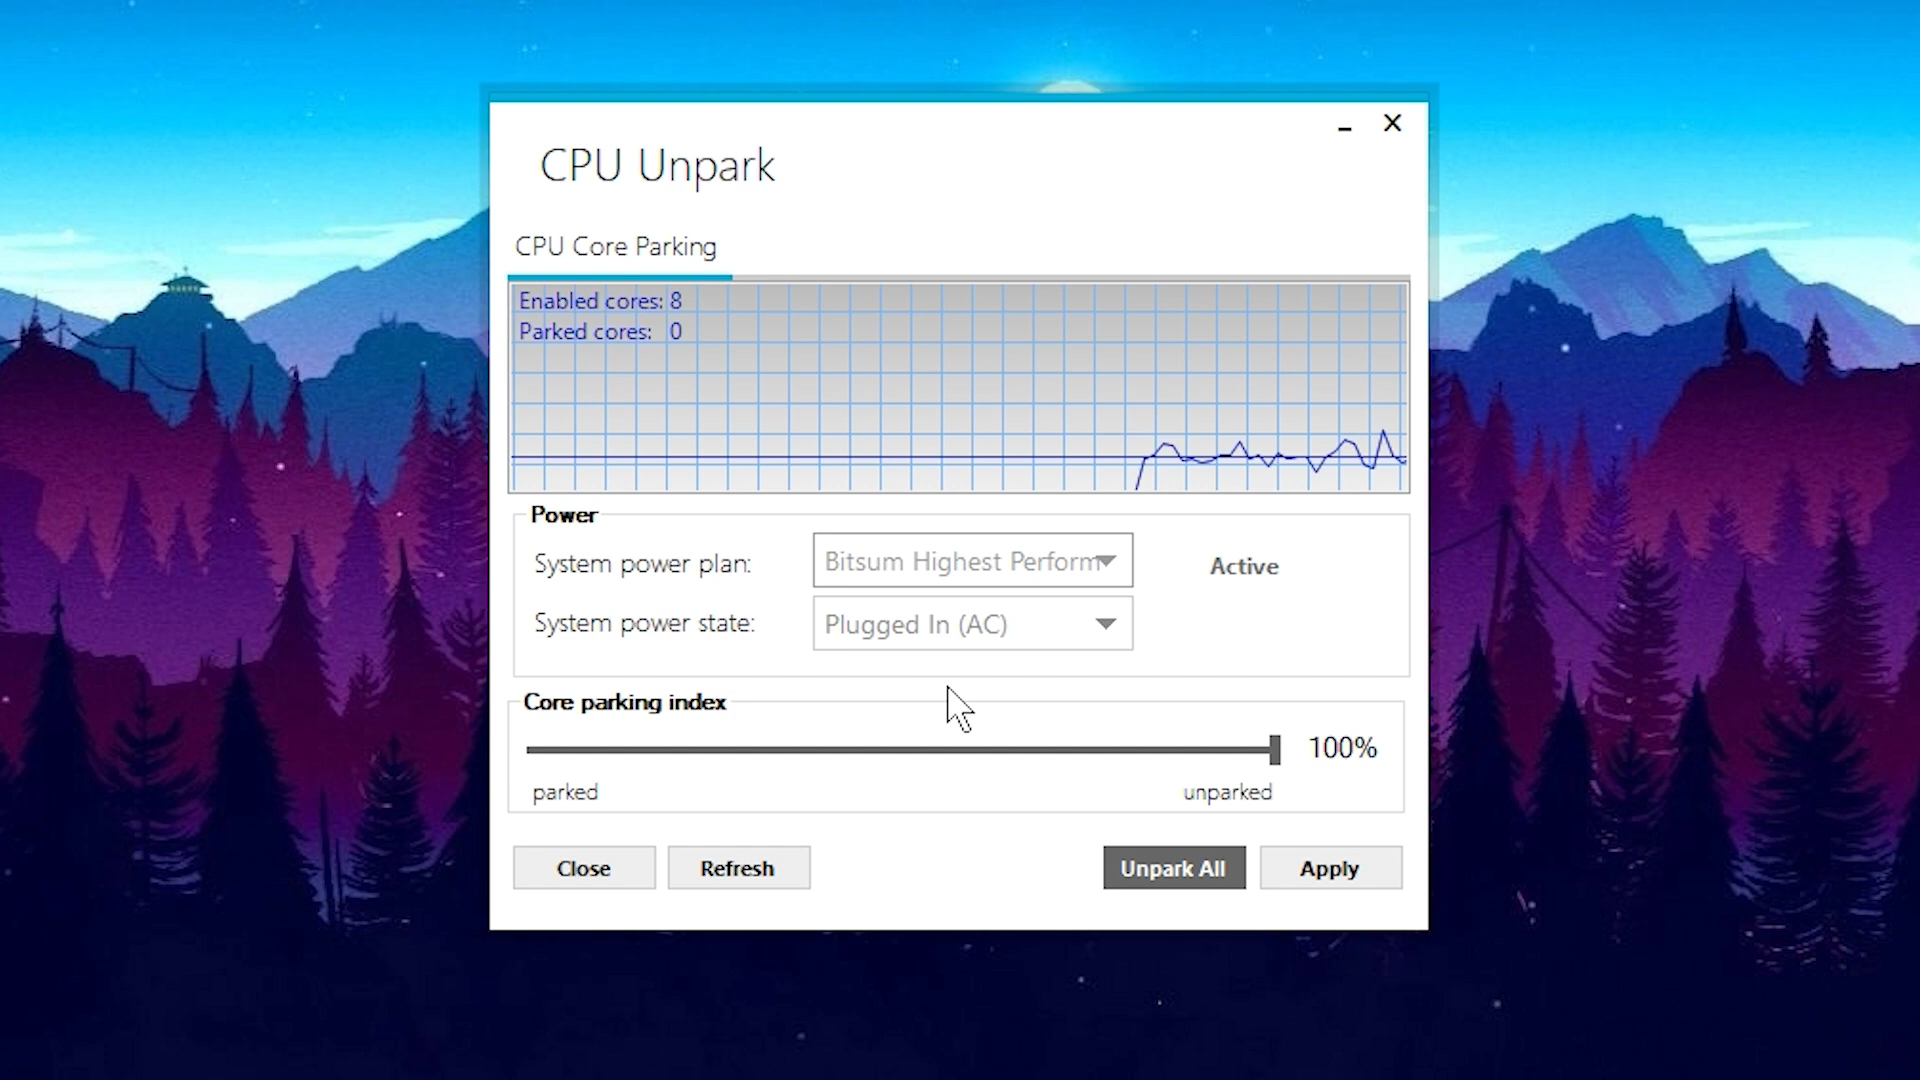 CPU Unpark
CPU Core Parking
Enabled cores: 8
Parked cores: 0
Power
System power plan:
Bitsum Highest Perform
Active
System power state:
Plugged In (AC)
Core parking index
100%
parked
unparked
Close
Refresh
Unpark All
Apply